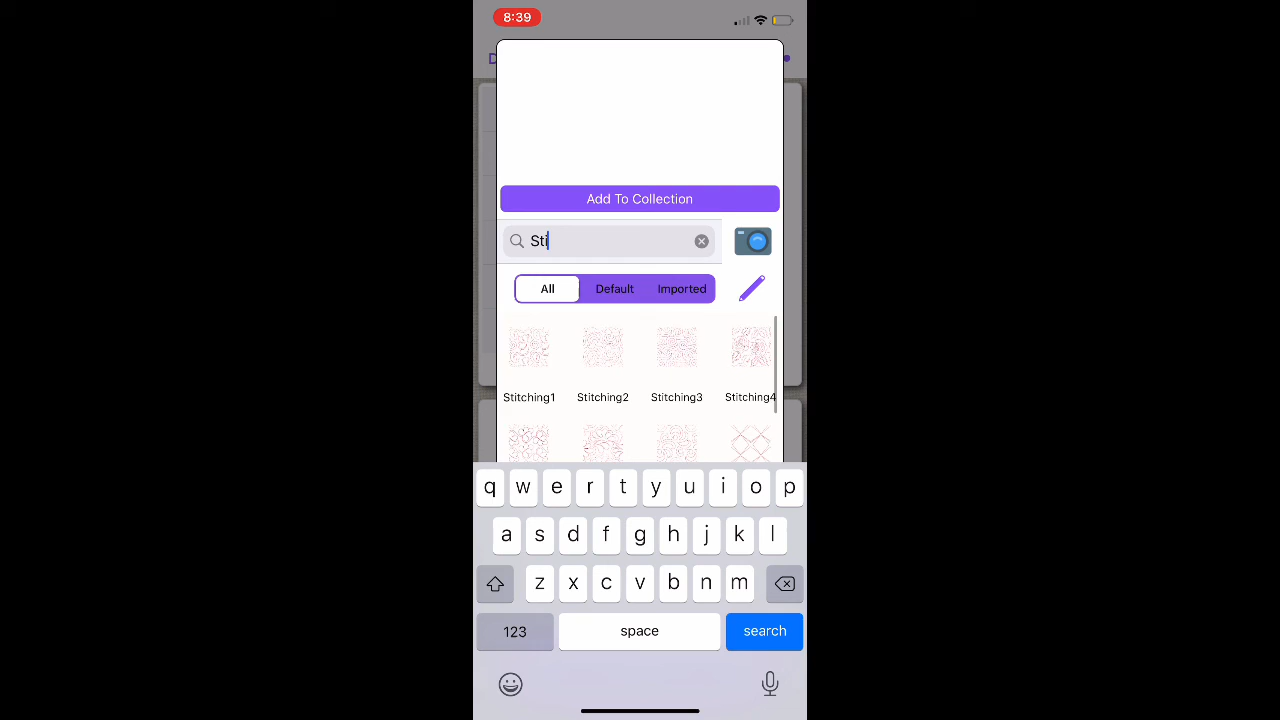 8:39
D
Add To Collection
Sti
All Default Imported
Stitching1 Stitching2 Stitching3 Stitching4
q w e r t y u i o p
a s d f g h j k l
z x c v b n m
123 space search